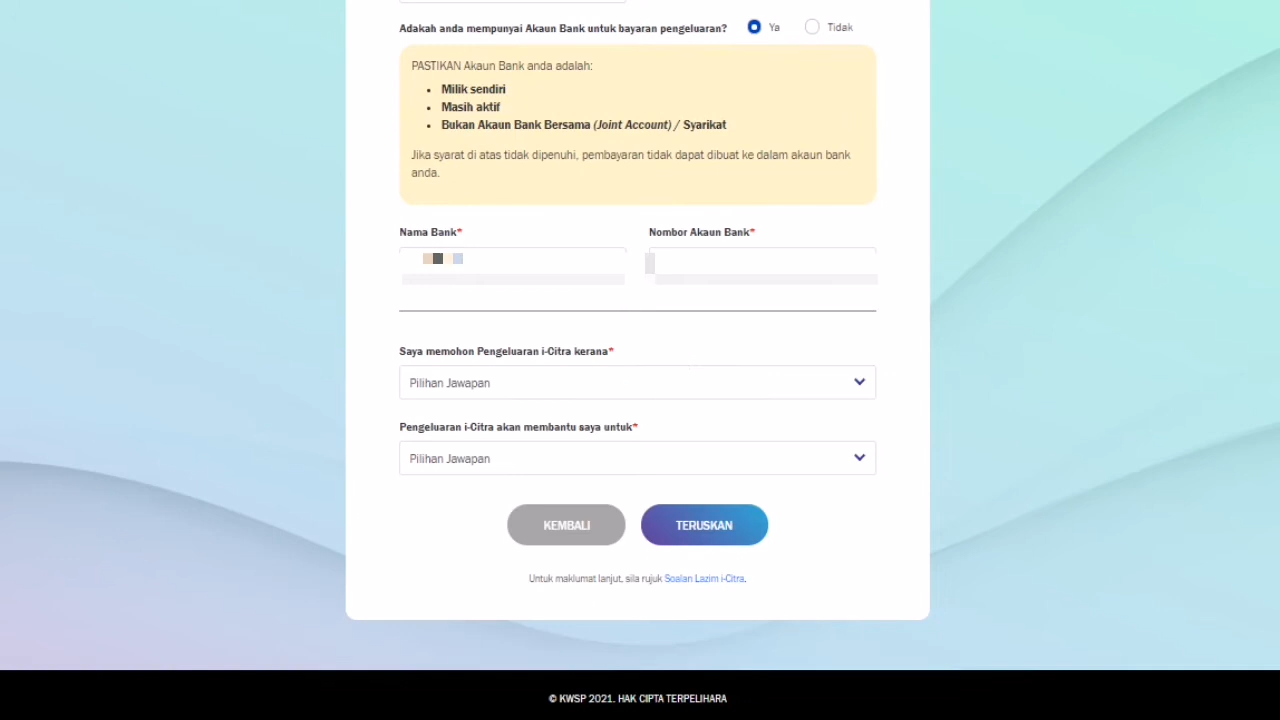 Adakah anda mempunyai Akaun Bank untuk bayaran pengeluaran? Ya Tidak
PASTIKAN Akaun Bank anda adalah:
• Milik sendiri
• Masih aktif
• Bukan Akaun Bank Bersama (Joint Account) / Syarikat
Jika syarat di atas tidak dipenuhi, pembayaran tidak dapat dibuat ke dalam akaun bank
anda.
Nama Bank* Nombor Akaun Bank*
Saya memohon Pengeluaran i-Citra kerana*
Pilihan Jawapan
Pengeluaran i-Citra akan membantu saya untuk*
Pilihan Jawapan
KEMBALI TERUSKAN
Untuk maklumat lanjut, sila rujuk Soalan Lazim i-Citra.
© KWSP 2021. HAK CIPTA TERPELIHARA